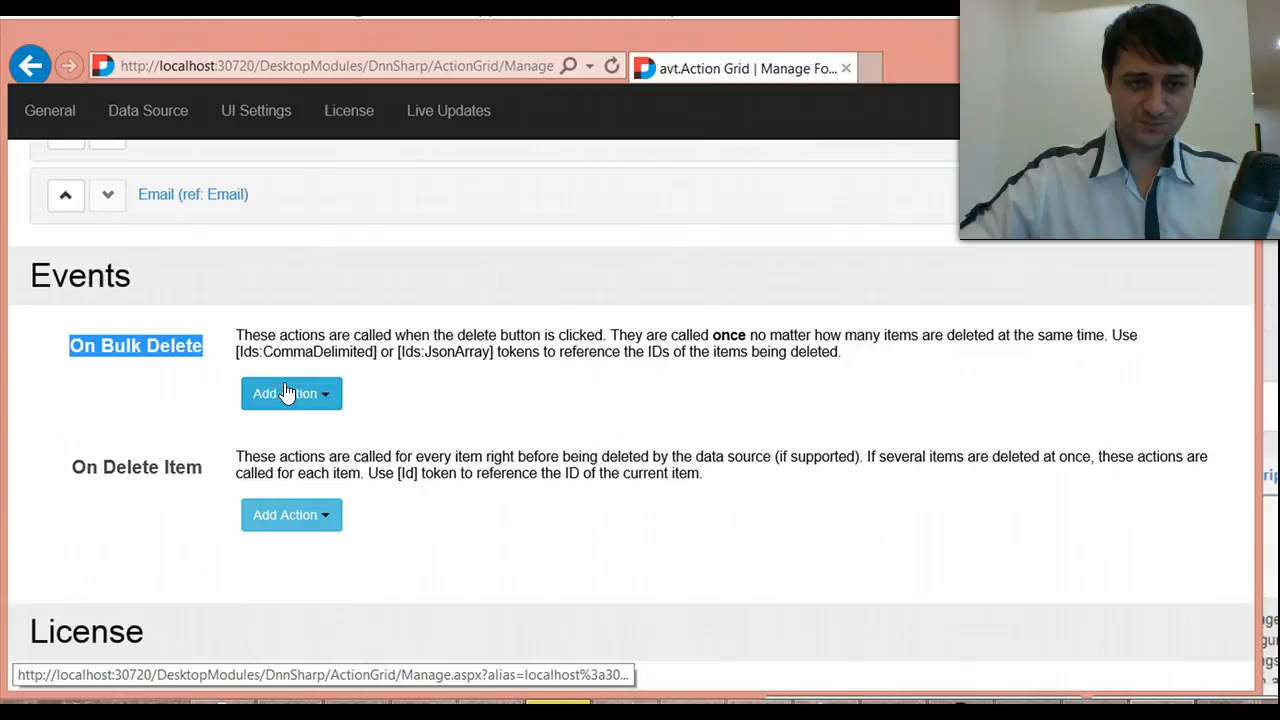 http://localhost:30720/DesktopModules/DnnSharp/ActionGrid/Manage
avt.Action Grid | Manage Fo...
General
Data Source
UI Settings
License
Live Updates
Email (ref: Email)
Events
On Bulk Delete
These actions are called when the delete button is clicked. They are called once no matter how many items are deleted at the same time. Use
[Ids:CommaDelimited] or [Ids:JsonArray] tokens to reference the IDs of the items being deleted.
Add Action
On Delete Item
These actions are called for every item right before being deleted by the data source (if supported). If several items are deleted at once, these actions are
called for each item. Use [Id] token to reference the ID of the current item.
Add Action
License
http://localhost:30720/DesktopModules/DnnSharp/ActionGrid/Manage.aspx?alias=localhost%3a30...